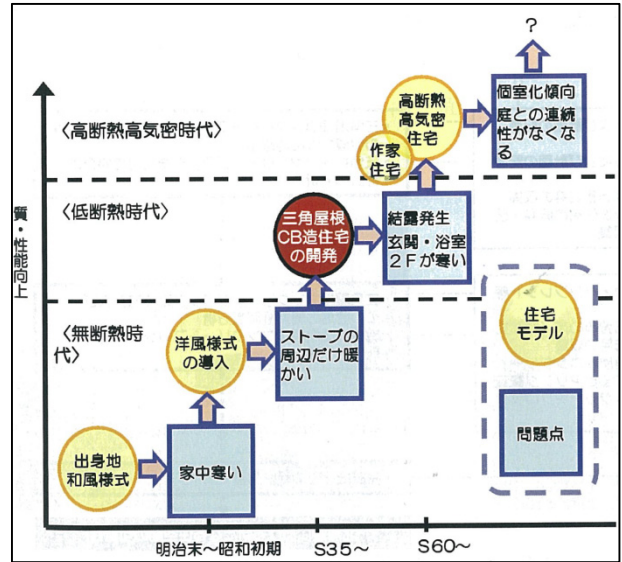 ?
〈高断熱高気密時代〉
高断熱
高気密
住宅
作家
住宅
個室化傾向
庭との連続
性がなくな
る
質・性能向上
〈低断熱時代〉
三角屋根
CB造住宅
の開発
結露発生
玄関・浴室
２Fが寒い
〈無断熱時
代〉
洋風様式
の導入
ストーブの
周辺だけ暖
かい
住宅
モデル
出身地
和風様式
家中寒い
問題点
明治末～昭和初期
S35～
S60～